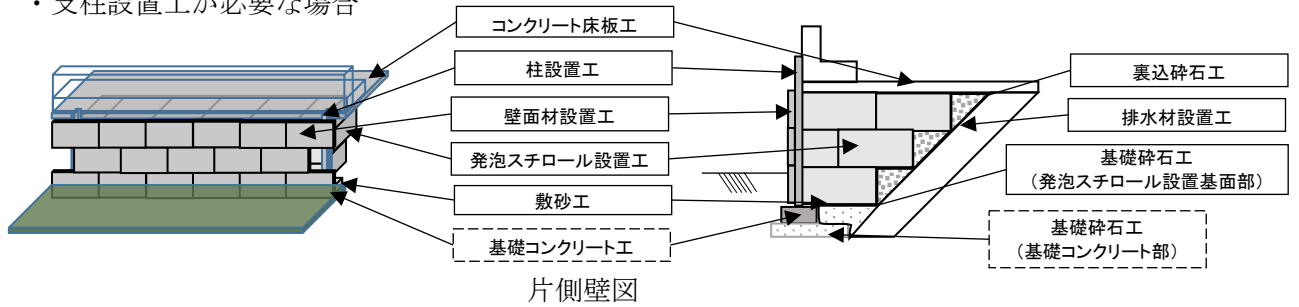 ・支柱設置工が必要な場合
コンクリート床板工
柱設置工
壁面材設置工
発泡スチロール設置工
敷砂工
基礎コンクリート工
裏込砕石工
排水材設置工
基礎砕石工
（発泡スチロール設置基面部）
基礎砕石工
（基礎コンクリート部）
片側壁図